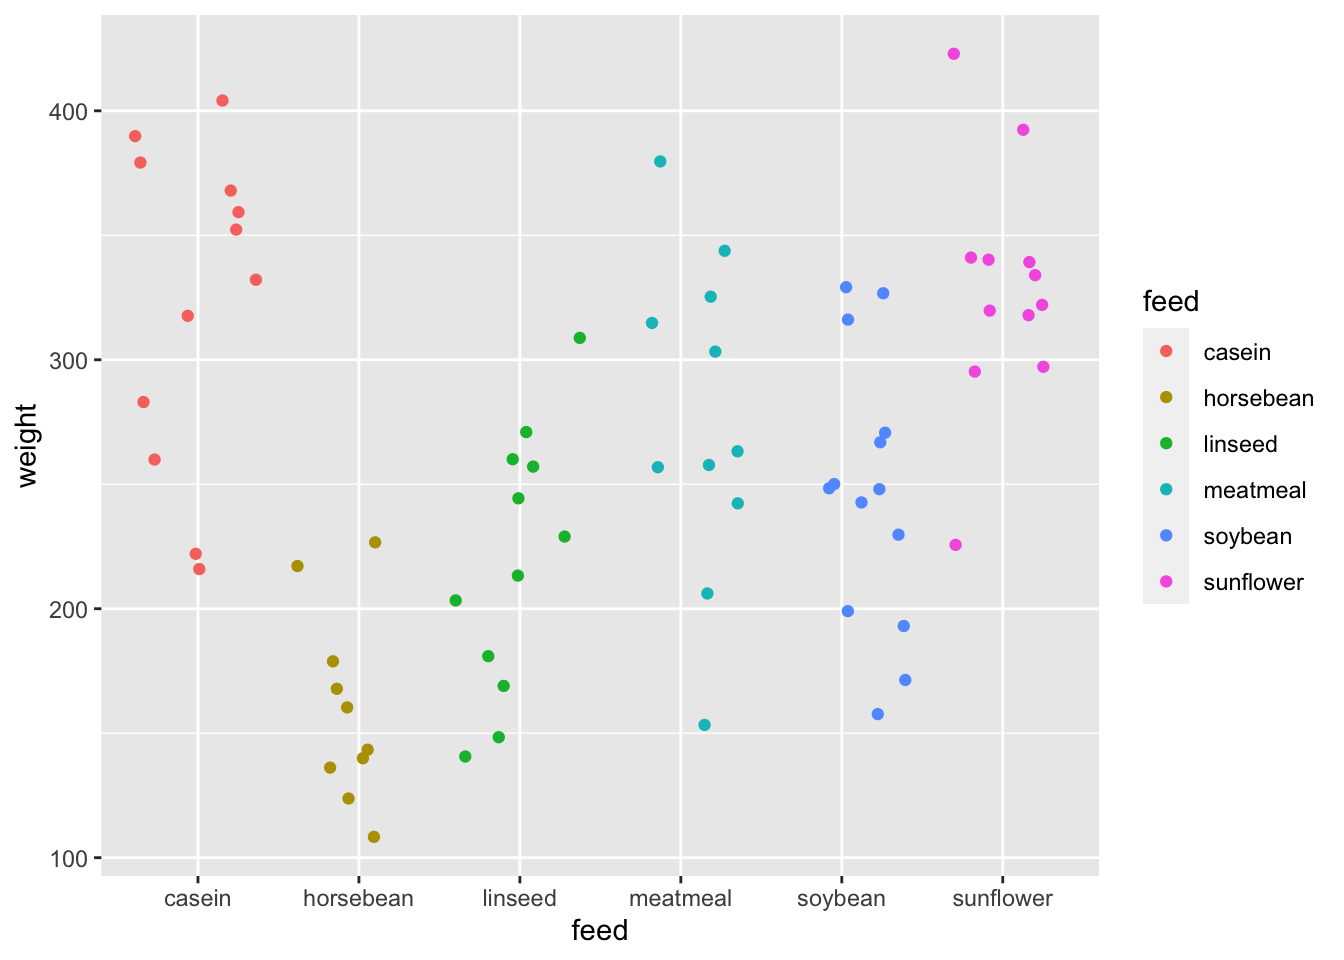 400
300
200
100
weight
casein horsebean linseed meatmeal soybean sunflower
feed
feed
casein
horsebean
linseed
meatmeal
soybean
sunflower